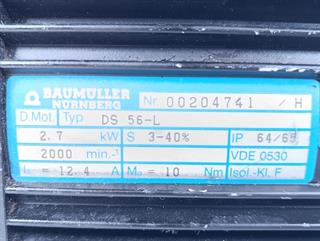 BAUMÜLLER
NÜRNBERG
Nr. 00204741 / H
D.Mot. Typ DS 56-L
2.7 kW S 3-40% IP 64/65
2000 min.-¹ VDE 0530
= 12.4 A M₀ = 10 Nm Isol.-Kl. F